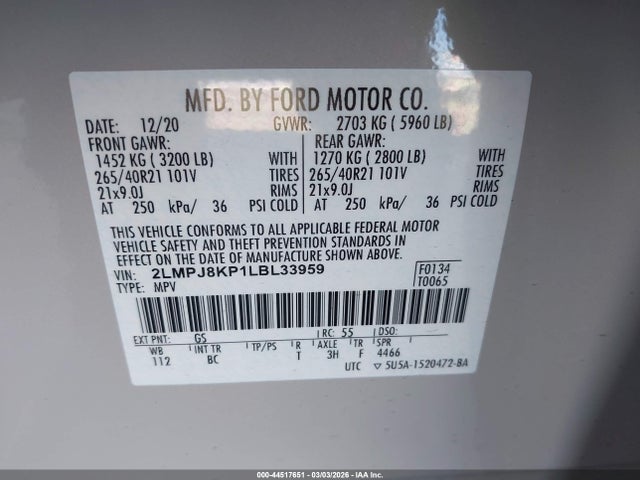 MFD. BY FORD MOTOR CO.
DATE: 12/20 GVWR: 2703 KG ( 5960 LB)
FRONT GAWR: REAR GAWR:
1452 KG ( 3200 LB) WITH 1270 KG ( 2800 LB) WITH
265/40R21 101V TIRES 265/40R21 101V TIRES
21x9.0J RIMS 21x9.0J RIMS
AT 250 kPa/ 36 PSI COLD AT 250 kPa/ 36 PSI COLD
THIS VEHICLE CONFORMS TO ALL APPLICABLE FEDERAL MOTOR
VEHICLE SAFETY AND THEFT PREVENTION STANDARDS IN
EFFECT ON THE DATE OF MANUFACTURE SHOWN ABOVE.
VIN: 2LMPJ8KP1LBL33959 F0134
TYPE: MPV T0065
EXT PNT: GS RC: 55 DSO:
WB INT TR TP/PS R AXLE TR SPR
112 BC T 3H F 4466
UTC ▽ 5U5A-1520472-BA
© -- 44517651 -- 03/03/2026 -- IAA Inc.